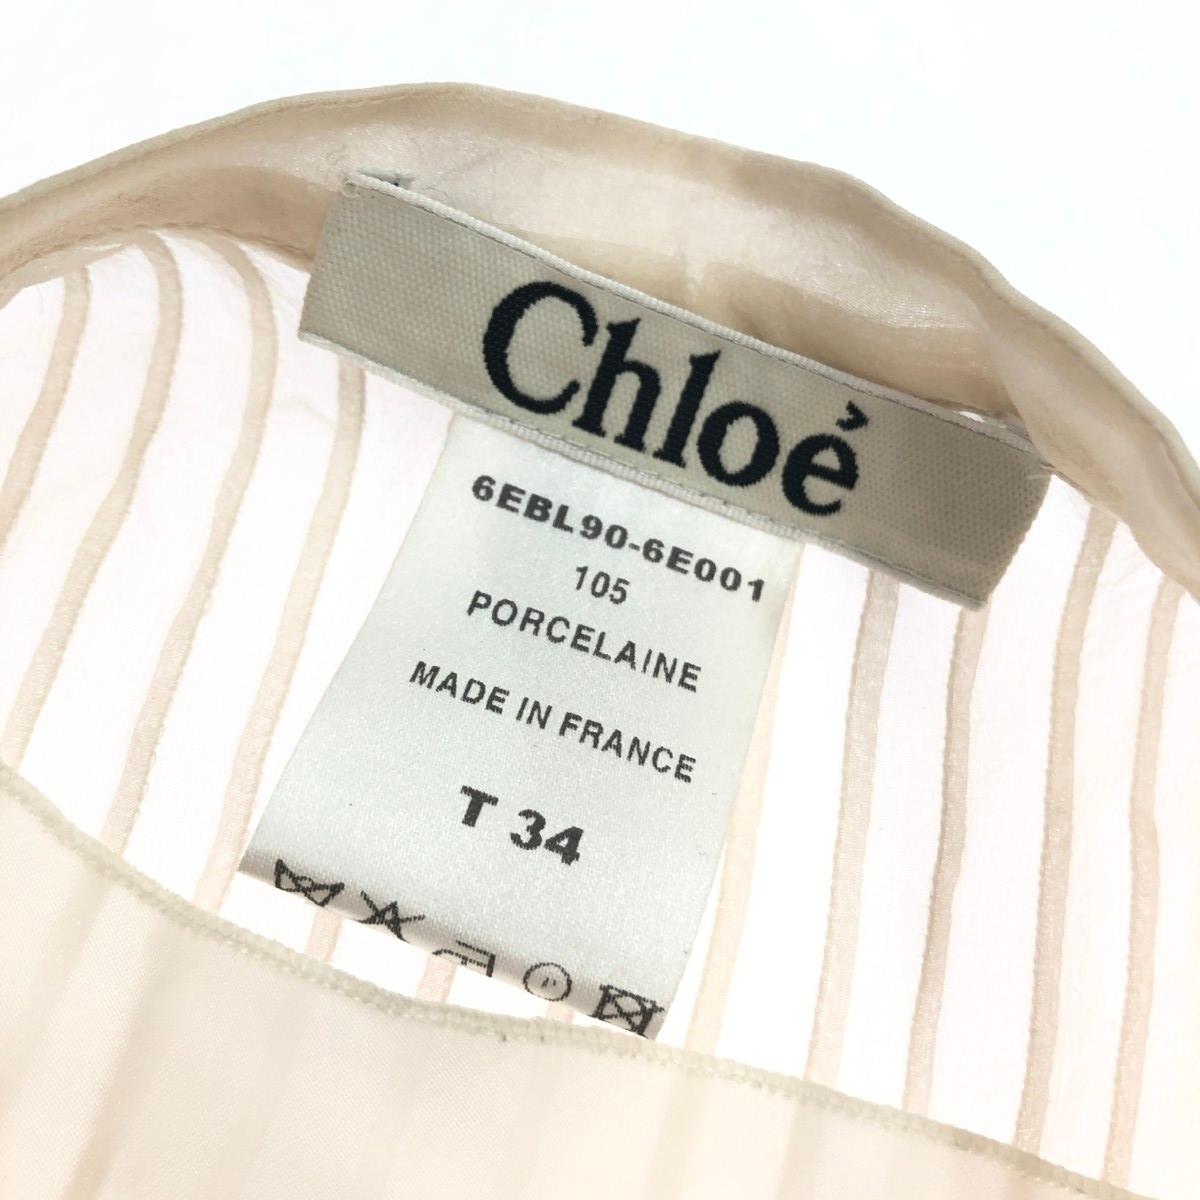 Chloé
6EBL90-6E001
105
PORCELAINE
MADE IN FRANCE
T 34